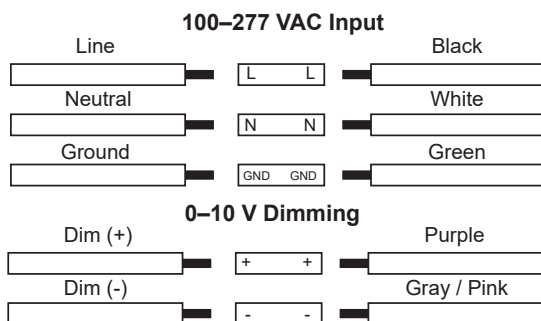 100–277 VAC Input
Line Black
L L
Neutral White
N N
Ground Green
GND GND
0–10 V Dimming
Dim (+) Purple
+ +
Dim (-) Gray / Pink
- -